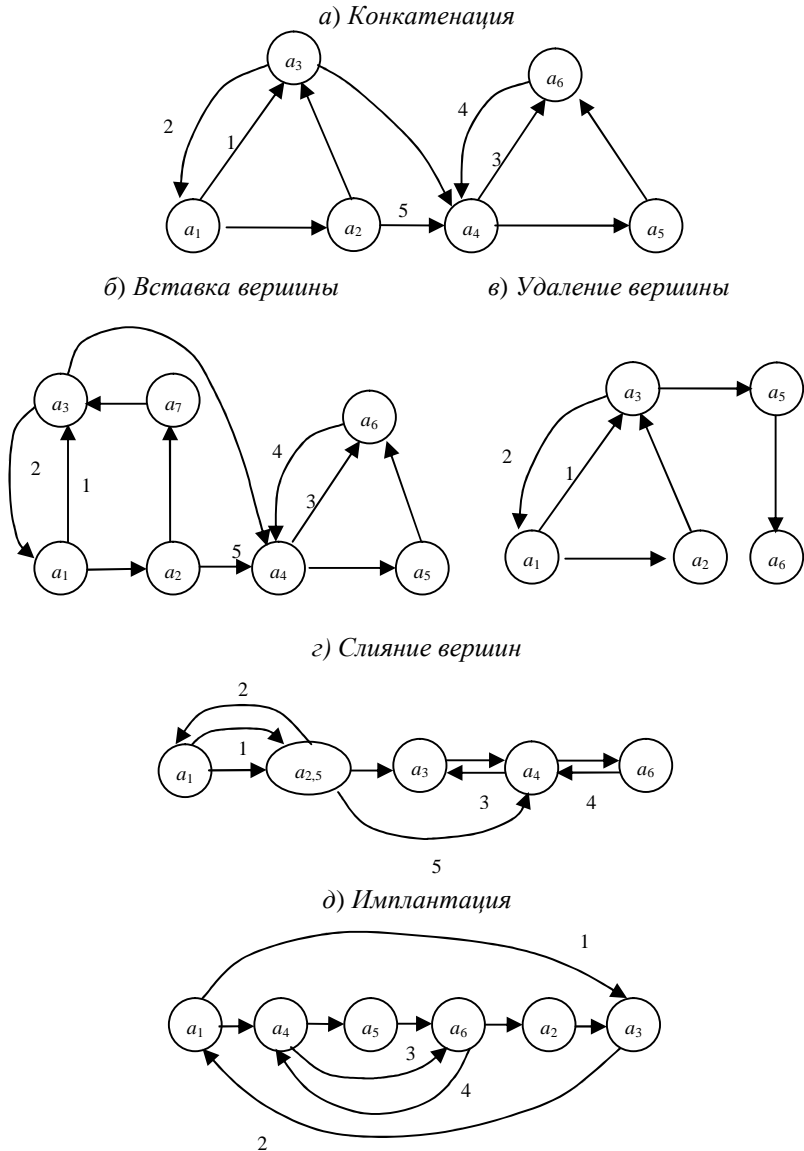 а) Конкатенация
a3
a6
2
1
4
3
5
a1
a2
a4
a5
б) Вставка вершины
в) Удаление вершины
a3
a7
a6
2
1
4
3
5
a1
a2
a4
a5
a3
a5
2
1
a1
a2
a6
г) Слияние вершин
2
1
a1
a2,5
a3
a4
a6
3
4
5
д) Имплантация
1
a1
a4
a5
a6
a2
a3
3
4
2